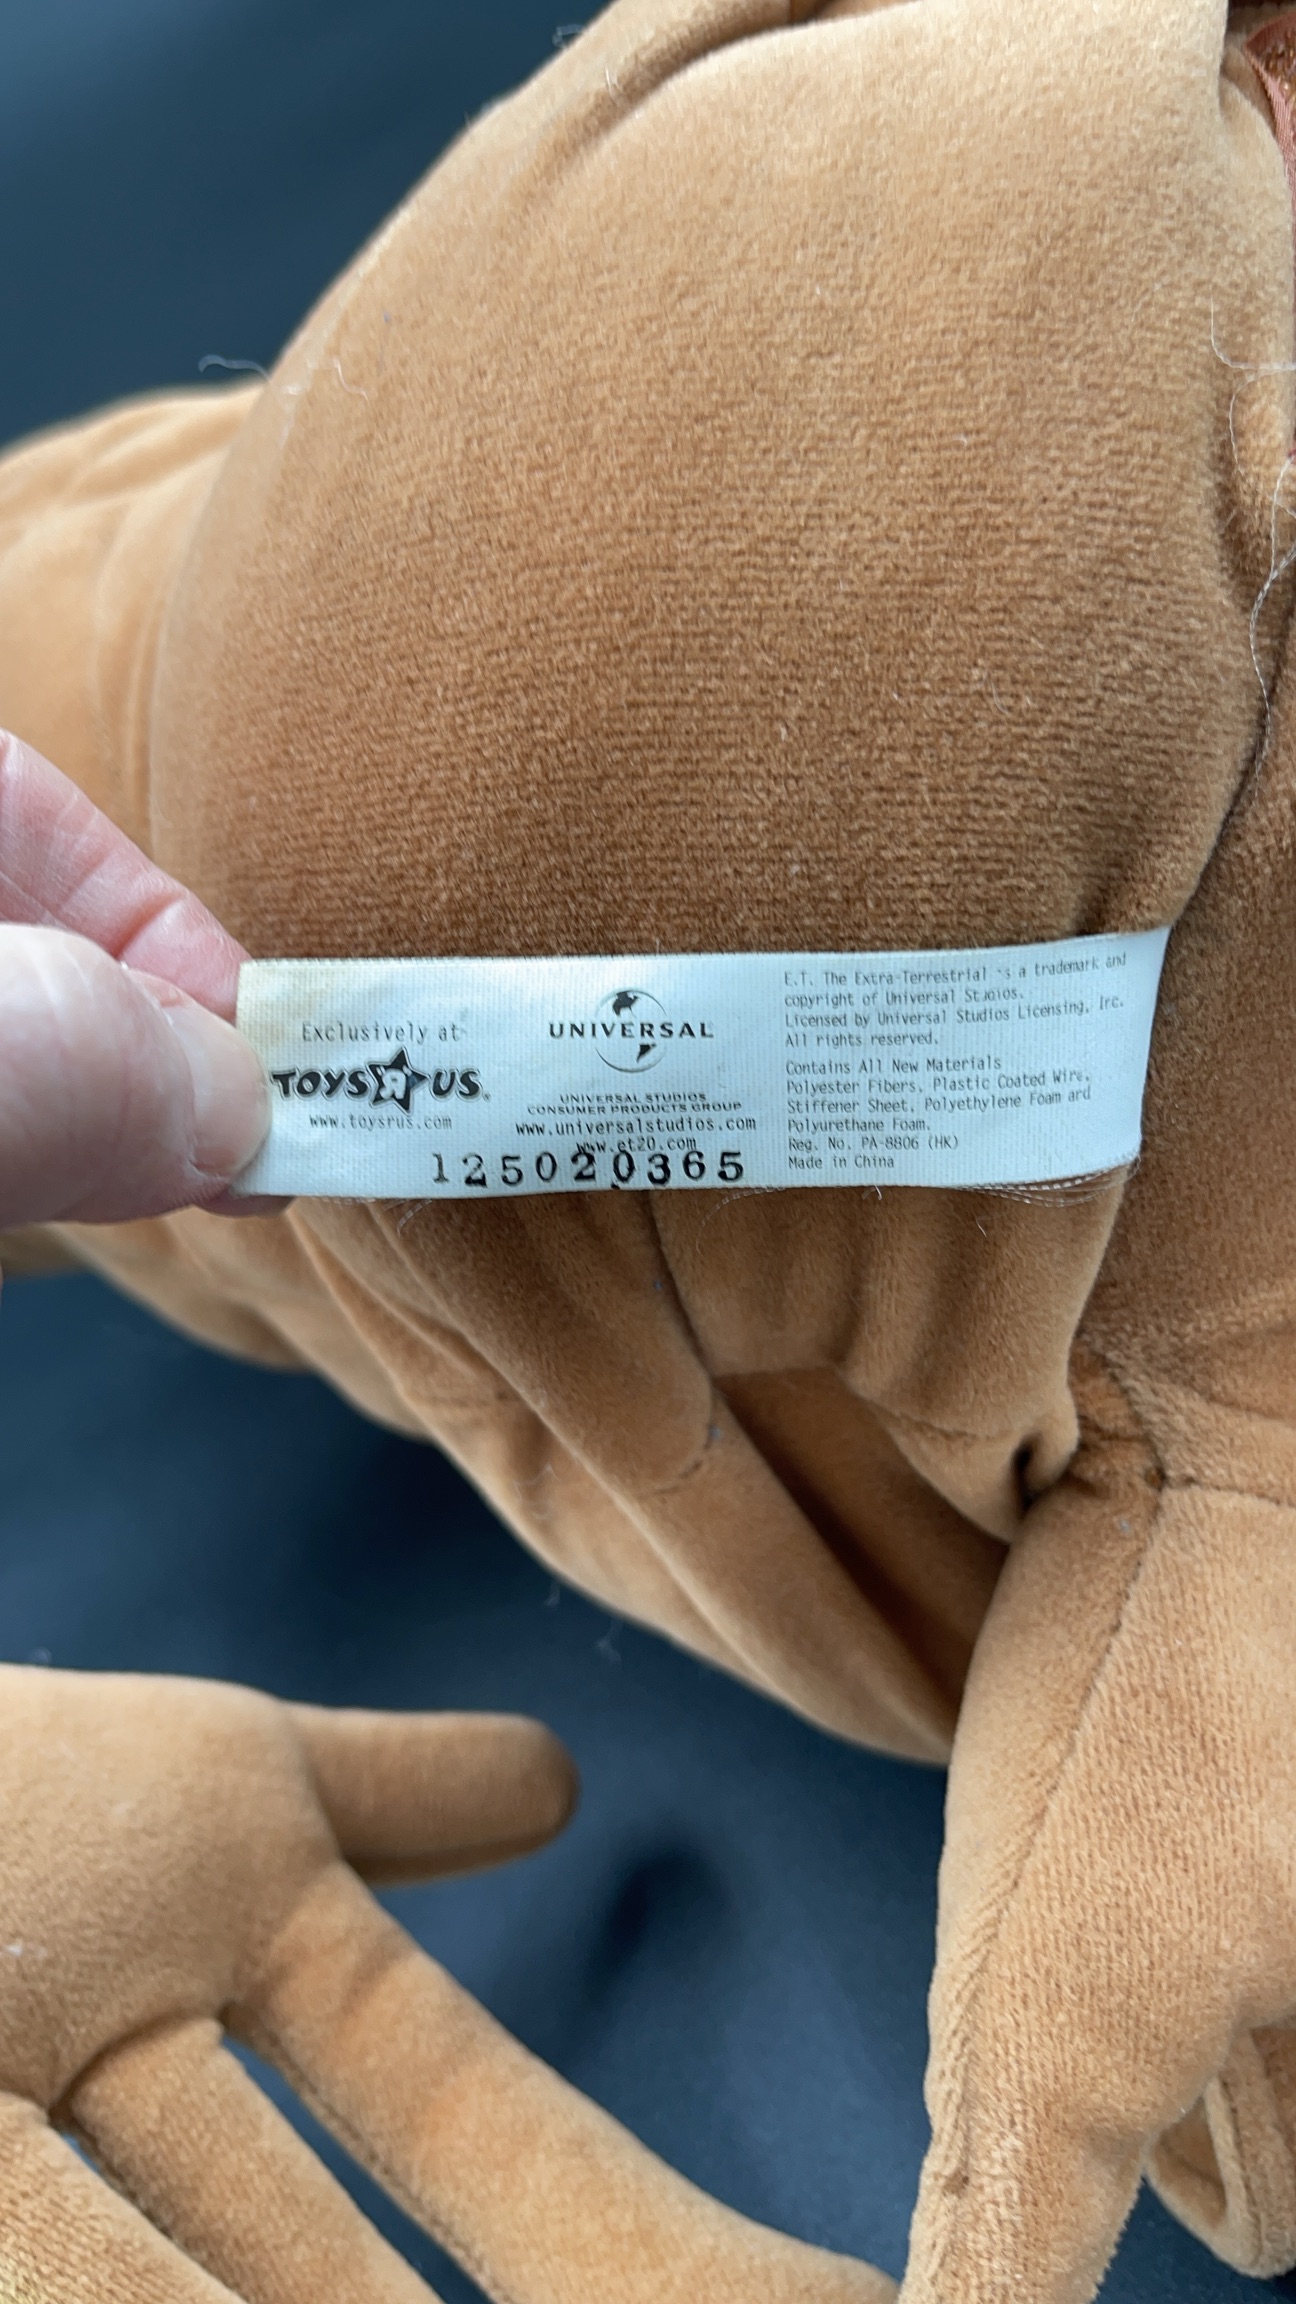 Exclusively at
TOYS R US.
www.toysrus.com
UNIVERSAL
UNIVERSAL STUDIOS
CONSUMER PRODUCTS GROUP
www.universalstudios.com
www.et20.com
125020365
E.T. The Extra-Terrestrial is a trademark and
copyright of Universal Studios.
Licensed by Universal Studios Licensing, Inc.
All rights reserved.
Contains All New Materials
Polyester Fibers, Plastic Coated Wire,
Stiffener Sheet, Polyethylene Foam and
Polyurethane Foam.
Reg. No. PA-8806 (HK)
Made in China